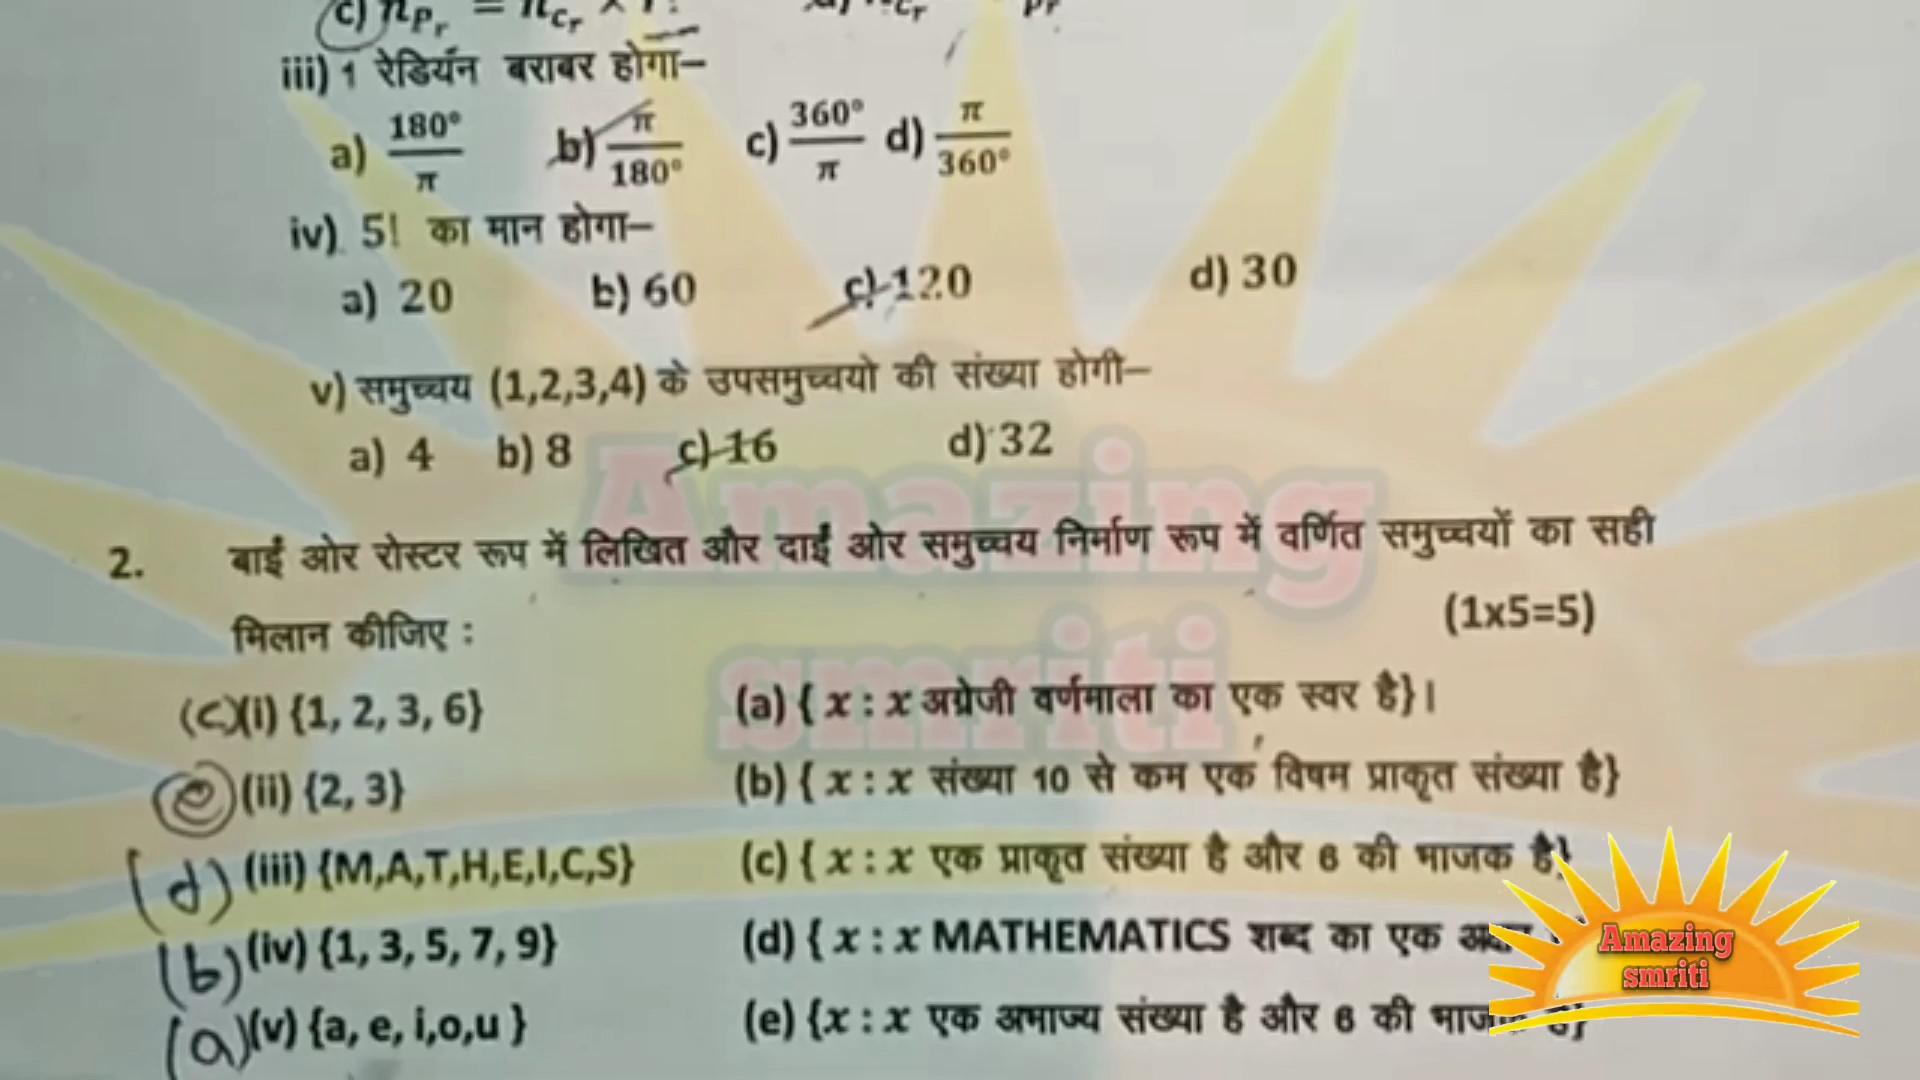 c) nPr = nCr ×
iii) 1 रेडियॅन बराबर होगा–
a) 180°/π b) π/180° c) 360°/π d) π/360°
iv) 5! का मान होगा–
a) 20 b) 60 c) 120 d) 30
v) समुच्चय (1,2,3,4) के उपसमुच्चयो की संख्या होगी–
a) 4 b) 8 c) 16 d) 32
2. बाईं ओर रोस्टर रूप में लिखित और दाईं ओर समुच्चय निर्माण रूप में वर्णित समुच्चयों का सही
मिलान कीजिए : (1x5=5)
(c) (i) {1, 2, 3, 6} (a) { x : x अग्रेजी वर्णमाला का एक स्वर है}।
(e) (ii) {2, 3} (b) { x : x संख्या 10 से कम एक विषम प्राकृत संख्या है}
(d) (iii) {M,A,T,H,E,I,C,S} (c) { x : x एक प्राकृत संख्या है और 6 की भाजक है}
(b) (iv) {1, 3, 5, 7, 9} (d) { x : x MATHEMATICS शब्द का एक
(a) (v) {a, e, i,o,u } (e) {x : x एक अभाज्य संख्या है और 6 की
Amazing
smriti
Amazing
smriti